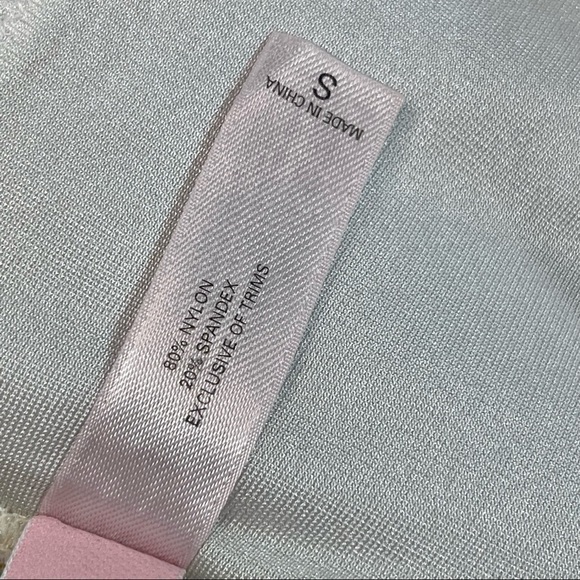 S
MADE IN CHINA
80% NYLON
20% SPANDEX
EXCLUSIVE OF TRIMS